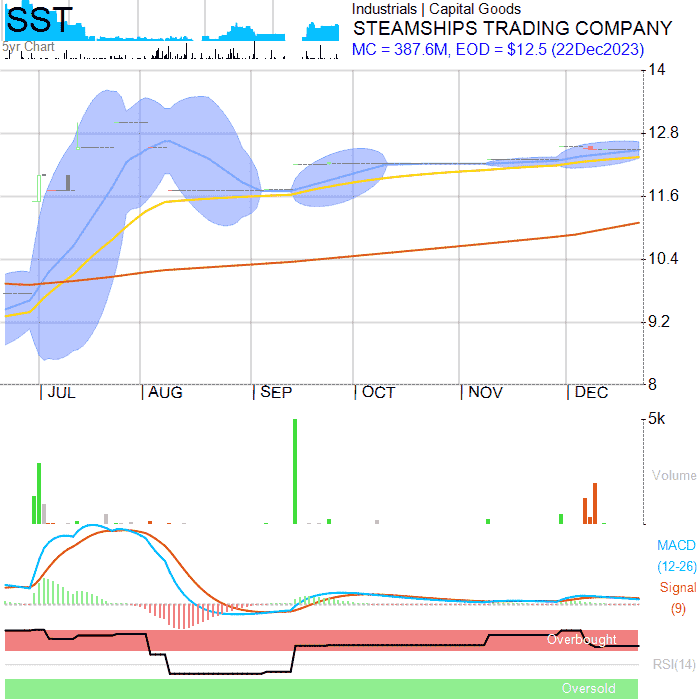 SST
5yr Chart
Industrials | Capital Goods
STEAMSHIPS TRADING COMPANY
MC = 387.6M, EOD = $12.5 (22Dec2023)
14
12.8
11.6
10.4
9.2
8
| JUL
| AUG
| SEP
| OCT
| NOV
| DEC
5k
Volume
MACD
(12-26)
Signal
(9)
Overbought
RSI(14)
Oversold